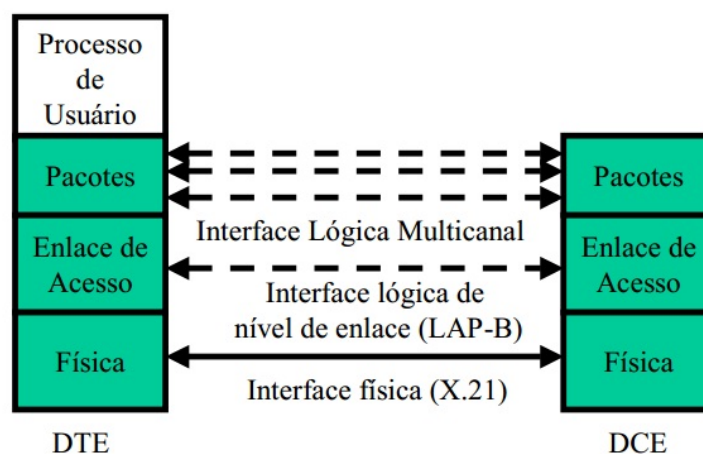 Processo
de
Usuário
Pacotes
Pacotes
Interface Lógica Multicanal
Enlace de
Acesso
Enlace de
Acesso
Interface lógica de
nível de enlace (LAP-B)
Física
Física
Interface física (X.21)
DTE
DCE